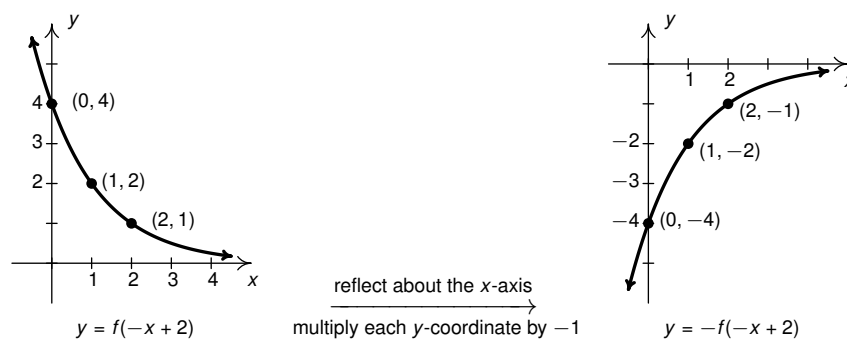 y
4 (0, 4)
3
2 (1, 2)
(2, 1)
1 2 3 4 x
y = f(−x + 2)
reflect about the x-axis
multiply each y-coordinate by −1
y
1 2
(2, −1)
−2 (1, −2)
−3
−4 (0, −4)
y = −f(−x + 2)